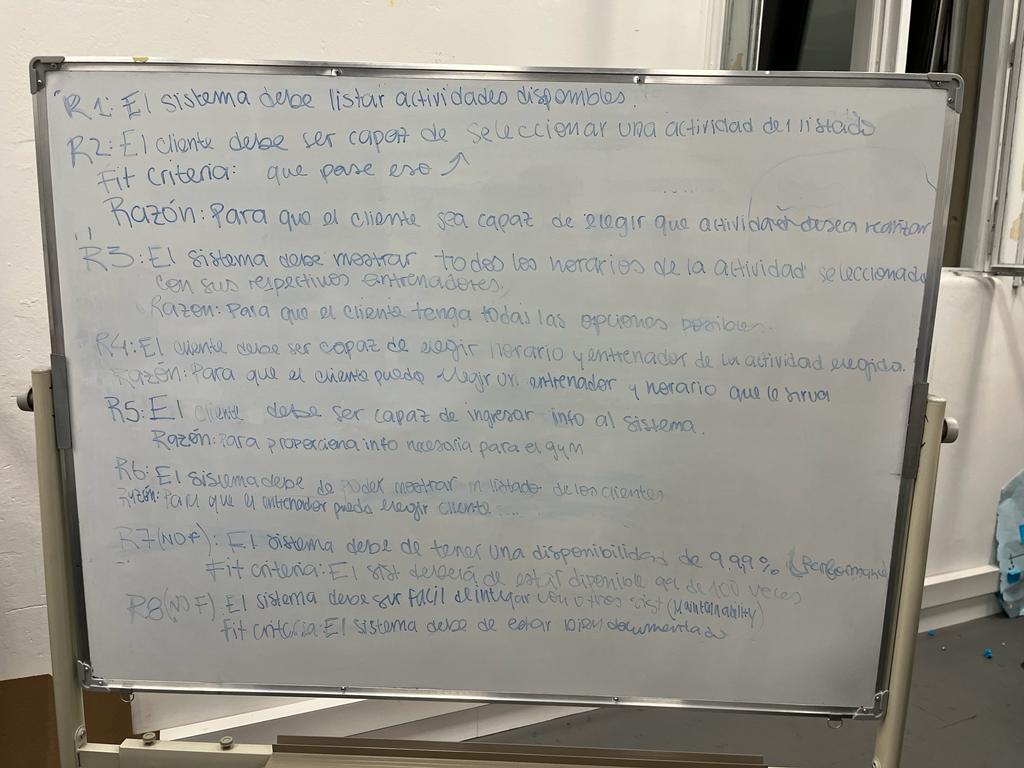 R1: El sistema debe listar actividades disponibles.
R2: El cliente debe ser capaz de seleccionar una actividad del listado
Fit criteria: que pase eso
Razón: Para que el cliente sea capaz de elegir que actividad desea realizar
R3: El sistema debe mostrar todos los horarios de la actividad seleccionada
con sus respectivos entrenadores.
Razon: Para que el cliente tenga todas las opciones posibles.
R4: El cliente debe ser capaz de elegir horario y entrenador de la actividad elegida.
Razón: Para que el cliente pueda elegir un entrenador y horario que le sirva
R5: El cliente debe ser capaz de ingresar info al sistema.
Razón: Para proporciona info necesaria para el gym
R6: El sistema debe de poder mostrar un listado de los clientes
Razón: Para que el entrenador pueda elegir cliente
R7(NO F): El sistema debe de tener una disponibilidad de 999% (Performance
Fit criteria: El sist deberá de estar disponible 99 de 100 veces
R8(NO F): El sistema debe ser facil de integrar con otros sist (Maintainability)
Fit criteria: El sistema debe de estar bien documentado